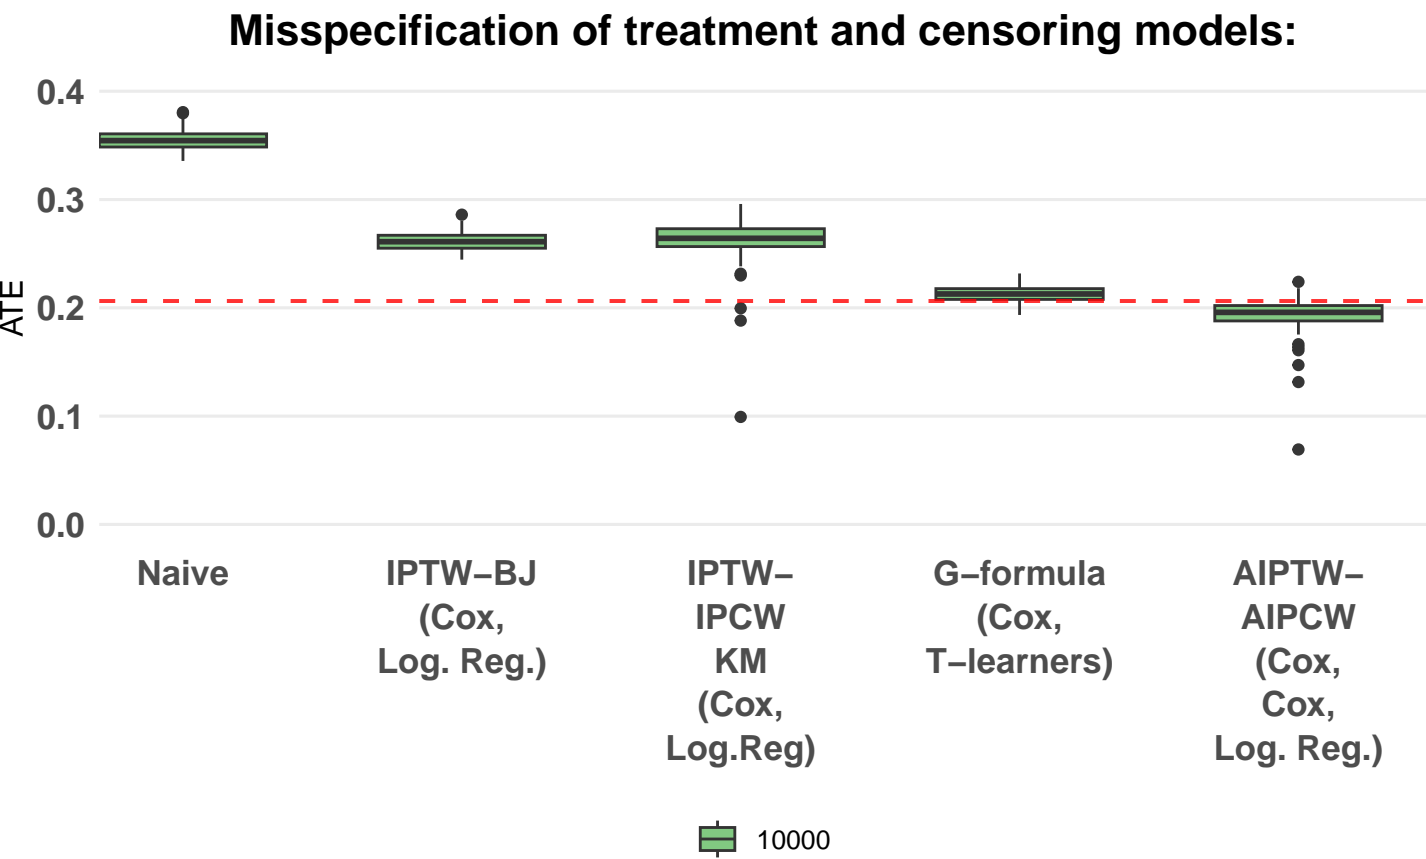 Misspecification of treatment and censoring models:
0.4
0.3
0.2
0.1
0.0
ATE
Naive
IPTW−BJ
(Cox,
Log. Reg.)
IPTW−
IPCW
KM
(Cox,
Log.Reg)
G−formula
(Cox,
T−learners)
AIPTW−
AIPCW
(Cox,
Cox,
Log. Reg.)
10000